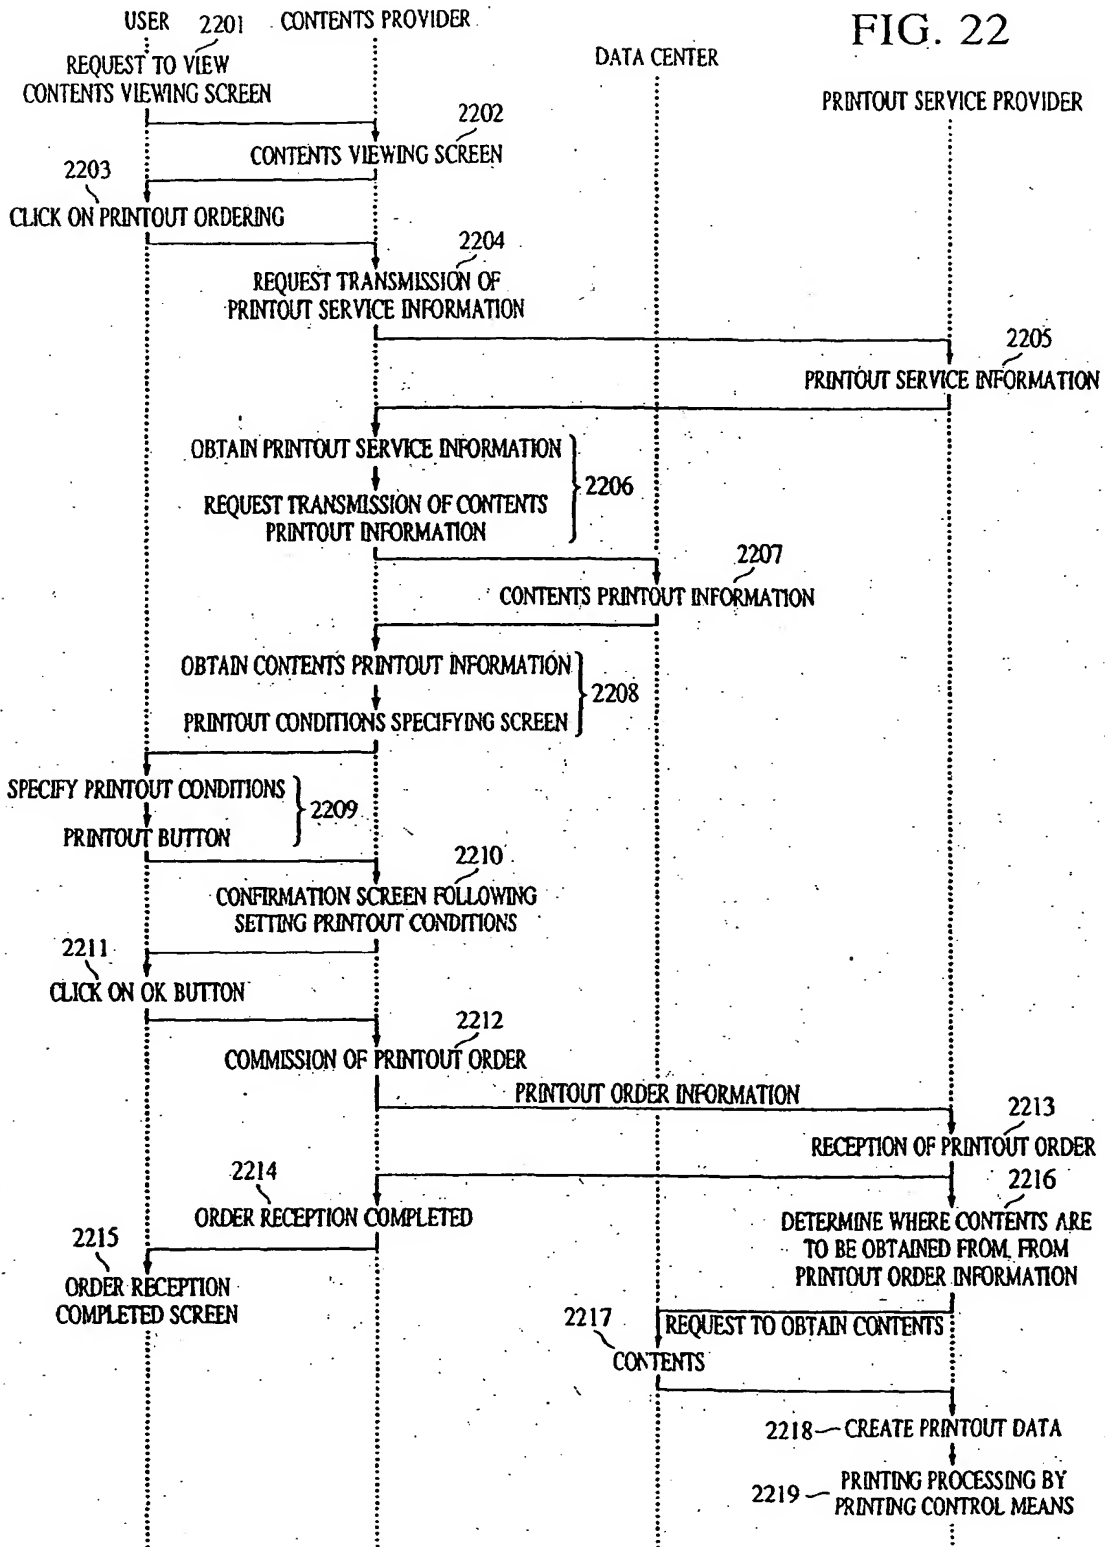 FIG. 22
USER
CONTENTS PROVIDER
DATA CENTER
PRINTOUT SERVICE PROVIDER
2201
REQUEST TO VIEW
CONTENTS VIEWING SCREEN
2202
CONTENTS VIEWING SCREEN
2203
CLICK ON PRINTOUT ORDERING
2204
REQUEST TRANSMISSION OF
PRINTOUT SERVICE INFORMATION
2205
PRINTOUT SERVICE INFORMATION
OBTAIN PRINTOUT SERVICE INFORMATION
2206
REQUEST TRANSMISSION OF CONTENTS
PRINTOUT INFORMATION
2207
CONTENTS PRINTOUT INFORMATION
OBTAIN CONTENTS PRINTOUT INFORMATION
2208
PRINTOUT CONDITIONS SPECIFYING SCREEN
SPECIFY PRINTOUT CONDITIONS
2209
PRINTOUT BUTTON
2210
CONFIRMATION SCREEN FOLLOWING
SETTING PRINTOUT CONDITIONS
2211
CLICK ON OK BUTTON
2212
COMMISSION OF PRINTOUT ORDER
PRINTOUT ORDER INFORMATION
2213
RECEPTION OF PRINTOUT ORDER
2214
ORDER RECEPTION COMPLETED
2215
ORDER RECEPTION
COMPLETED SCREEN
2216
DETERMINE WHERE CONTENTS ARE
TO BE OBTAINED FROM, FROM
PRINTOUT ORDER INFORMATION
2217
REQUEST TO OBTAIN CONTENTS
CONTENTS
2218
CREATE PRINTOUT DATA
2219
PRINTING PROCESSING BY
PRINTING CONTROL MEANS